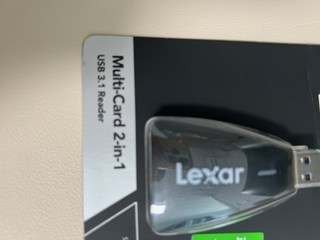 Multi-Card 2-in-1
USB 3.1 Reader
Lexar